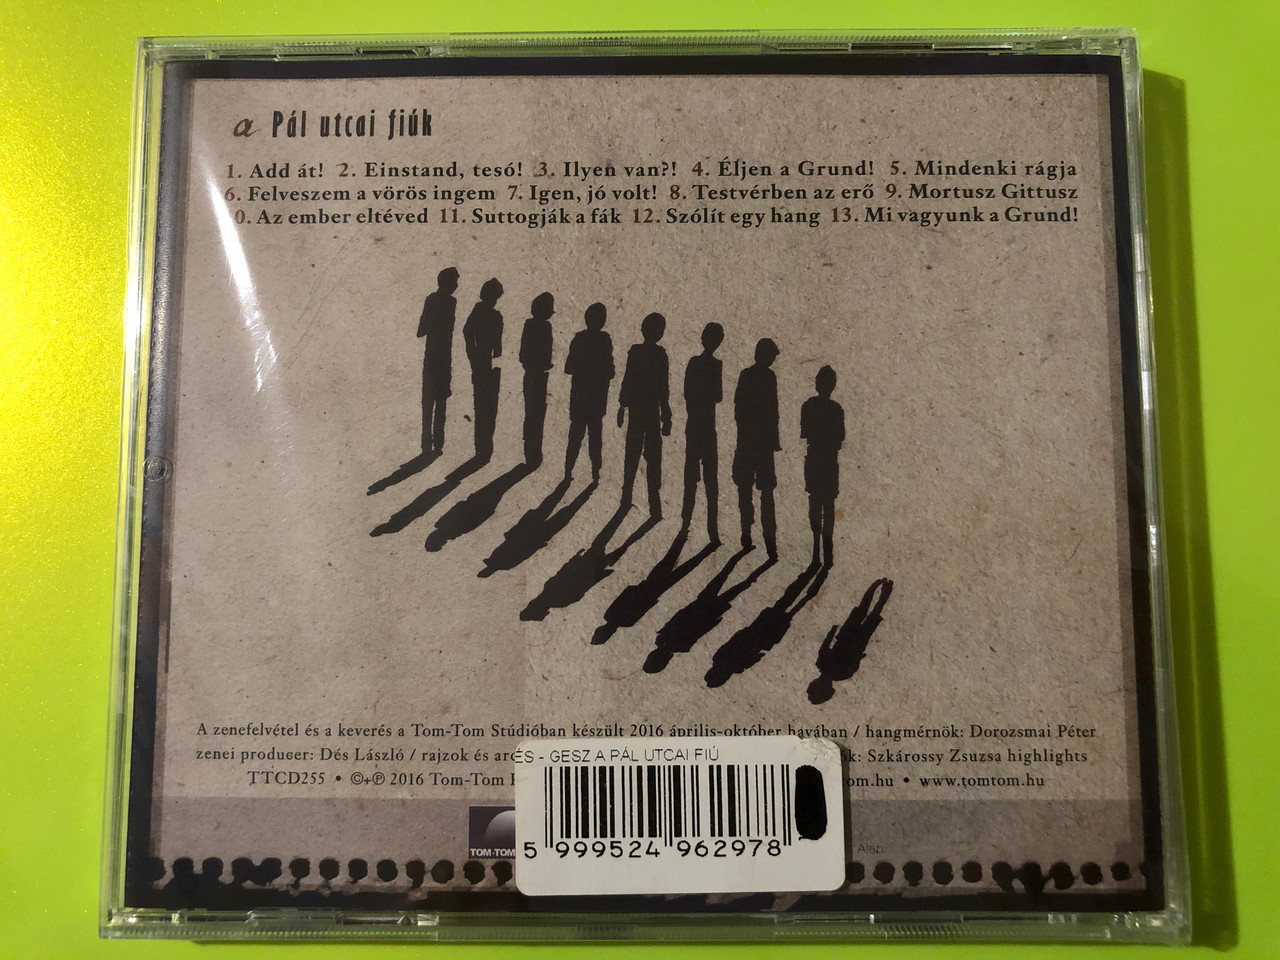 a Pál utcai fiúk
1. Add át! 2. Einstand, tesó! 3. Ilyen van?! 4. Éljen a Grund! 5. Mindenki rágja
6. Felveszem a vörös ingem 7. Igen, jó volt! 8. Testvérben az erő 9. Mortusz Gittusz
0. Az ember eltéved 11. Suttogják a fák 12. Szólít egy hang 13. Mi vagyunk a Grund!
A zenefelvétel és a keverés a Tom-Tom Stúdióban készült 2016 április-október havában / hangmérnök: Dorozsmai Péter
zenei producer: Dés László / rajzok és Szkárossy Zsuzsa highlights
TTCD255 • ©+℗ 2016 Tom-Tom om.hu • www.tomtom.hu
ÉS - GESZ A PÁL UTCAI FIÚ
TOM-TOM
5 999524 962978
Alap